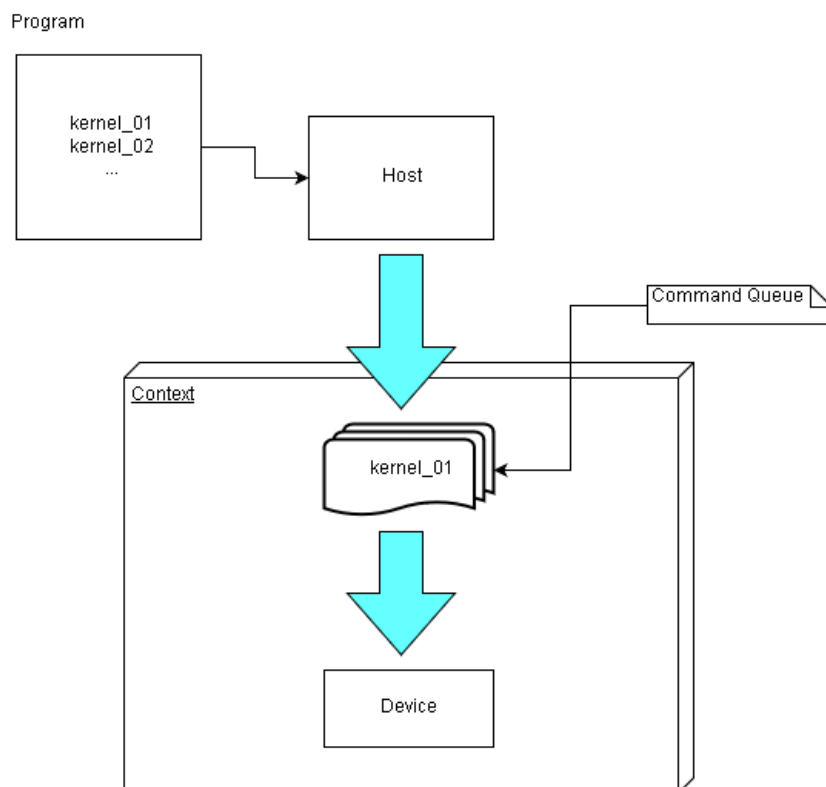 Program
kernel_01
kernel_02
...
Host
Command Queue
Context
kernel_01
Device